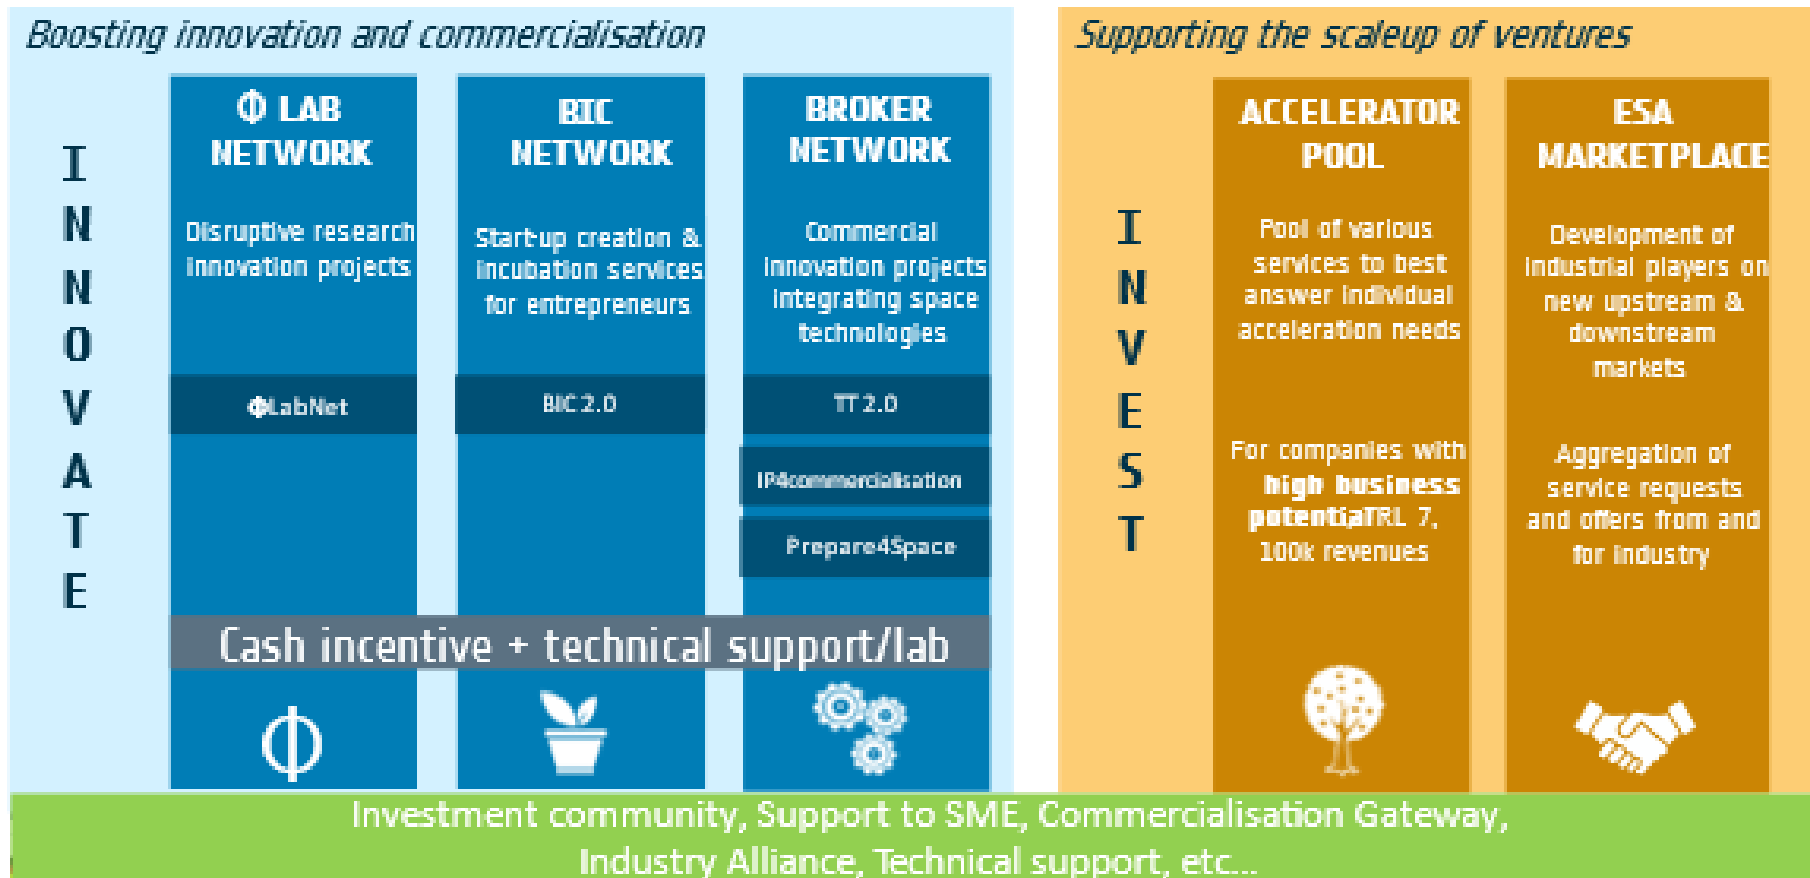 Boosting innovation and commercialisation
INNOVATE
Φ LAB
NETWORK
Disruptive research
innovation projects
ΦLabNet
BIC
NETWORK
Start-up creation &
incubation services
for entrepreneurs
BIC 2.0
BROKER
NETWORK
Commercial
innovation projects
integrating space
technologies
TT 2.0
IP4commercialisation
Prepare4Space
Cash incentive + technical support/lab
Φ
Supporting the scaleup of ventures
INVEST
ACCELERATOR
POOL
Pool of various
services to best
answer individual
acceleration needs
For companies with
high business
potential, TRL 7,
100k revenues
ESA
MARKETPLACE
Development of
industrial players on
new upstream &
downstream
markets
Aggregation of
service requests
and offers from and
for industry
Investment community, Support to SME, Commercialisation Gateway,
Industry Alliance, Technical support, etc...